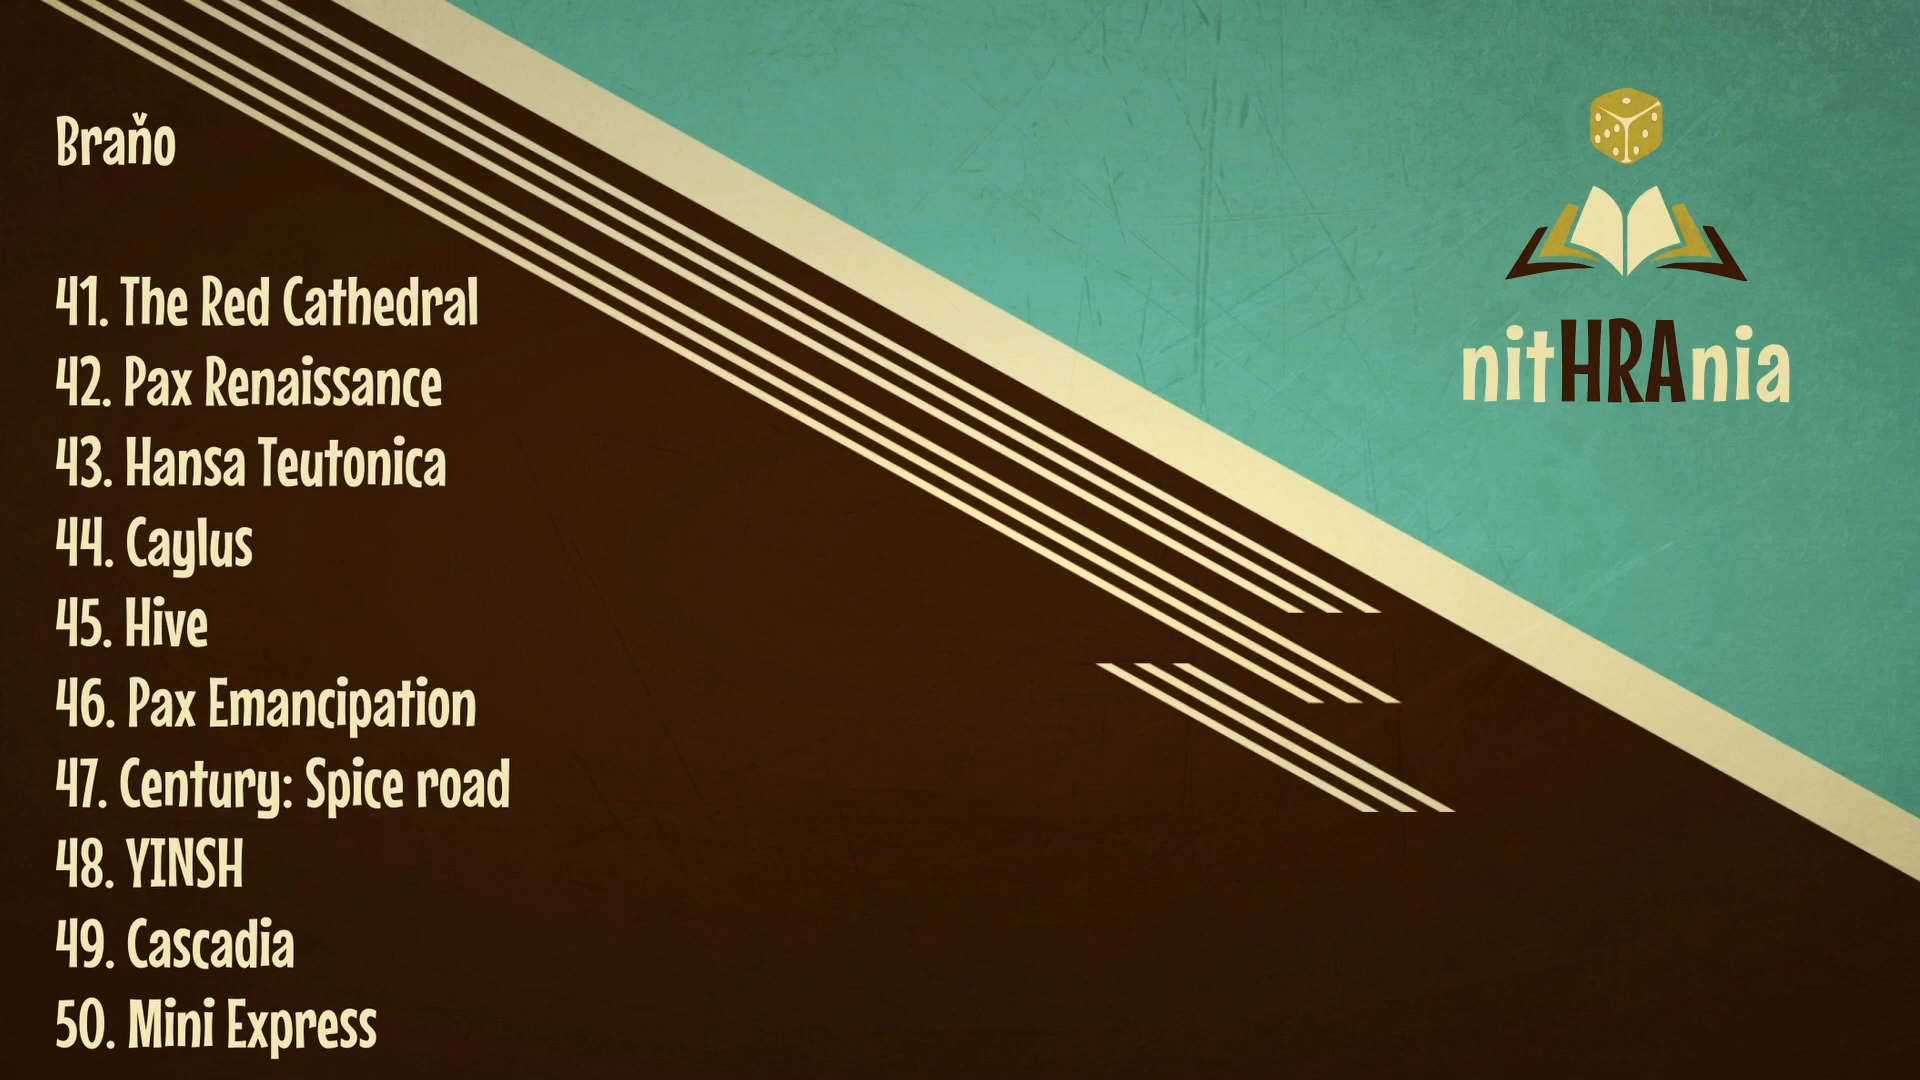 Braňo
41. The Red Cathedral
42. Pax Renaissance
43. Hansa Teutonica
44. Caylus
45. Hive
46. Pax Emancipation
47. Century: Spice road
48. YINSH
49. Cascadia
50. Mini Express
nitHRAnia